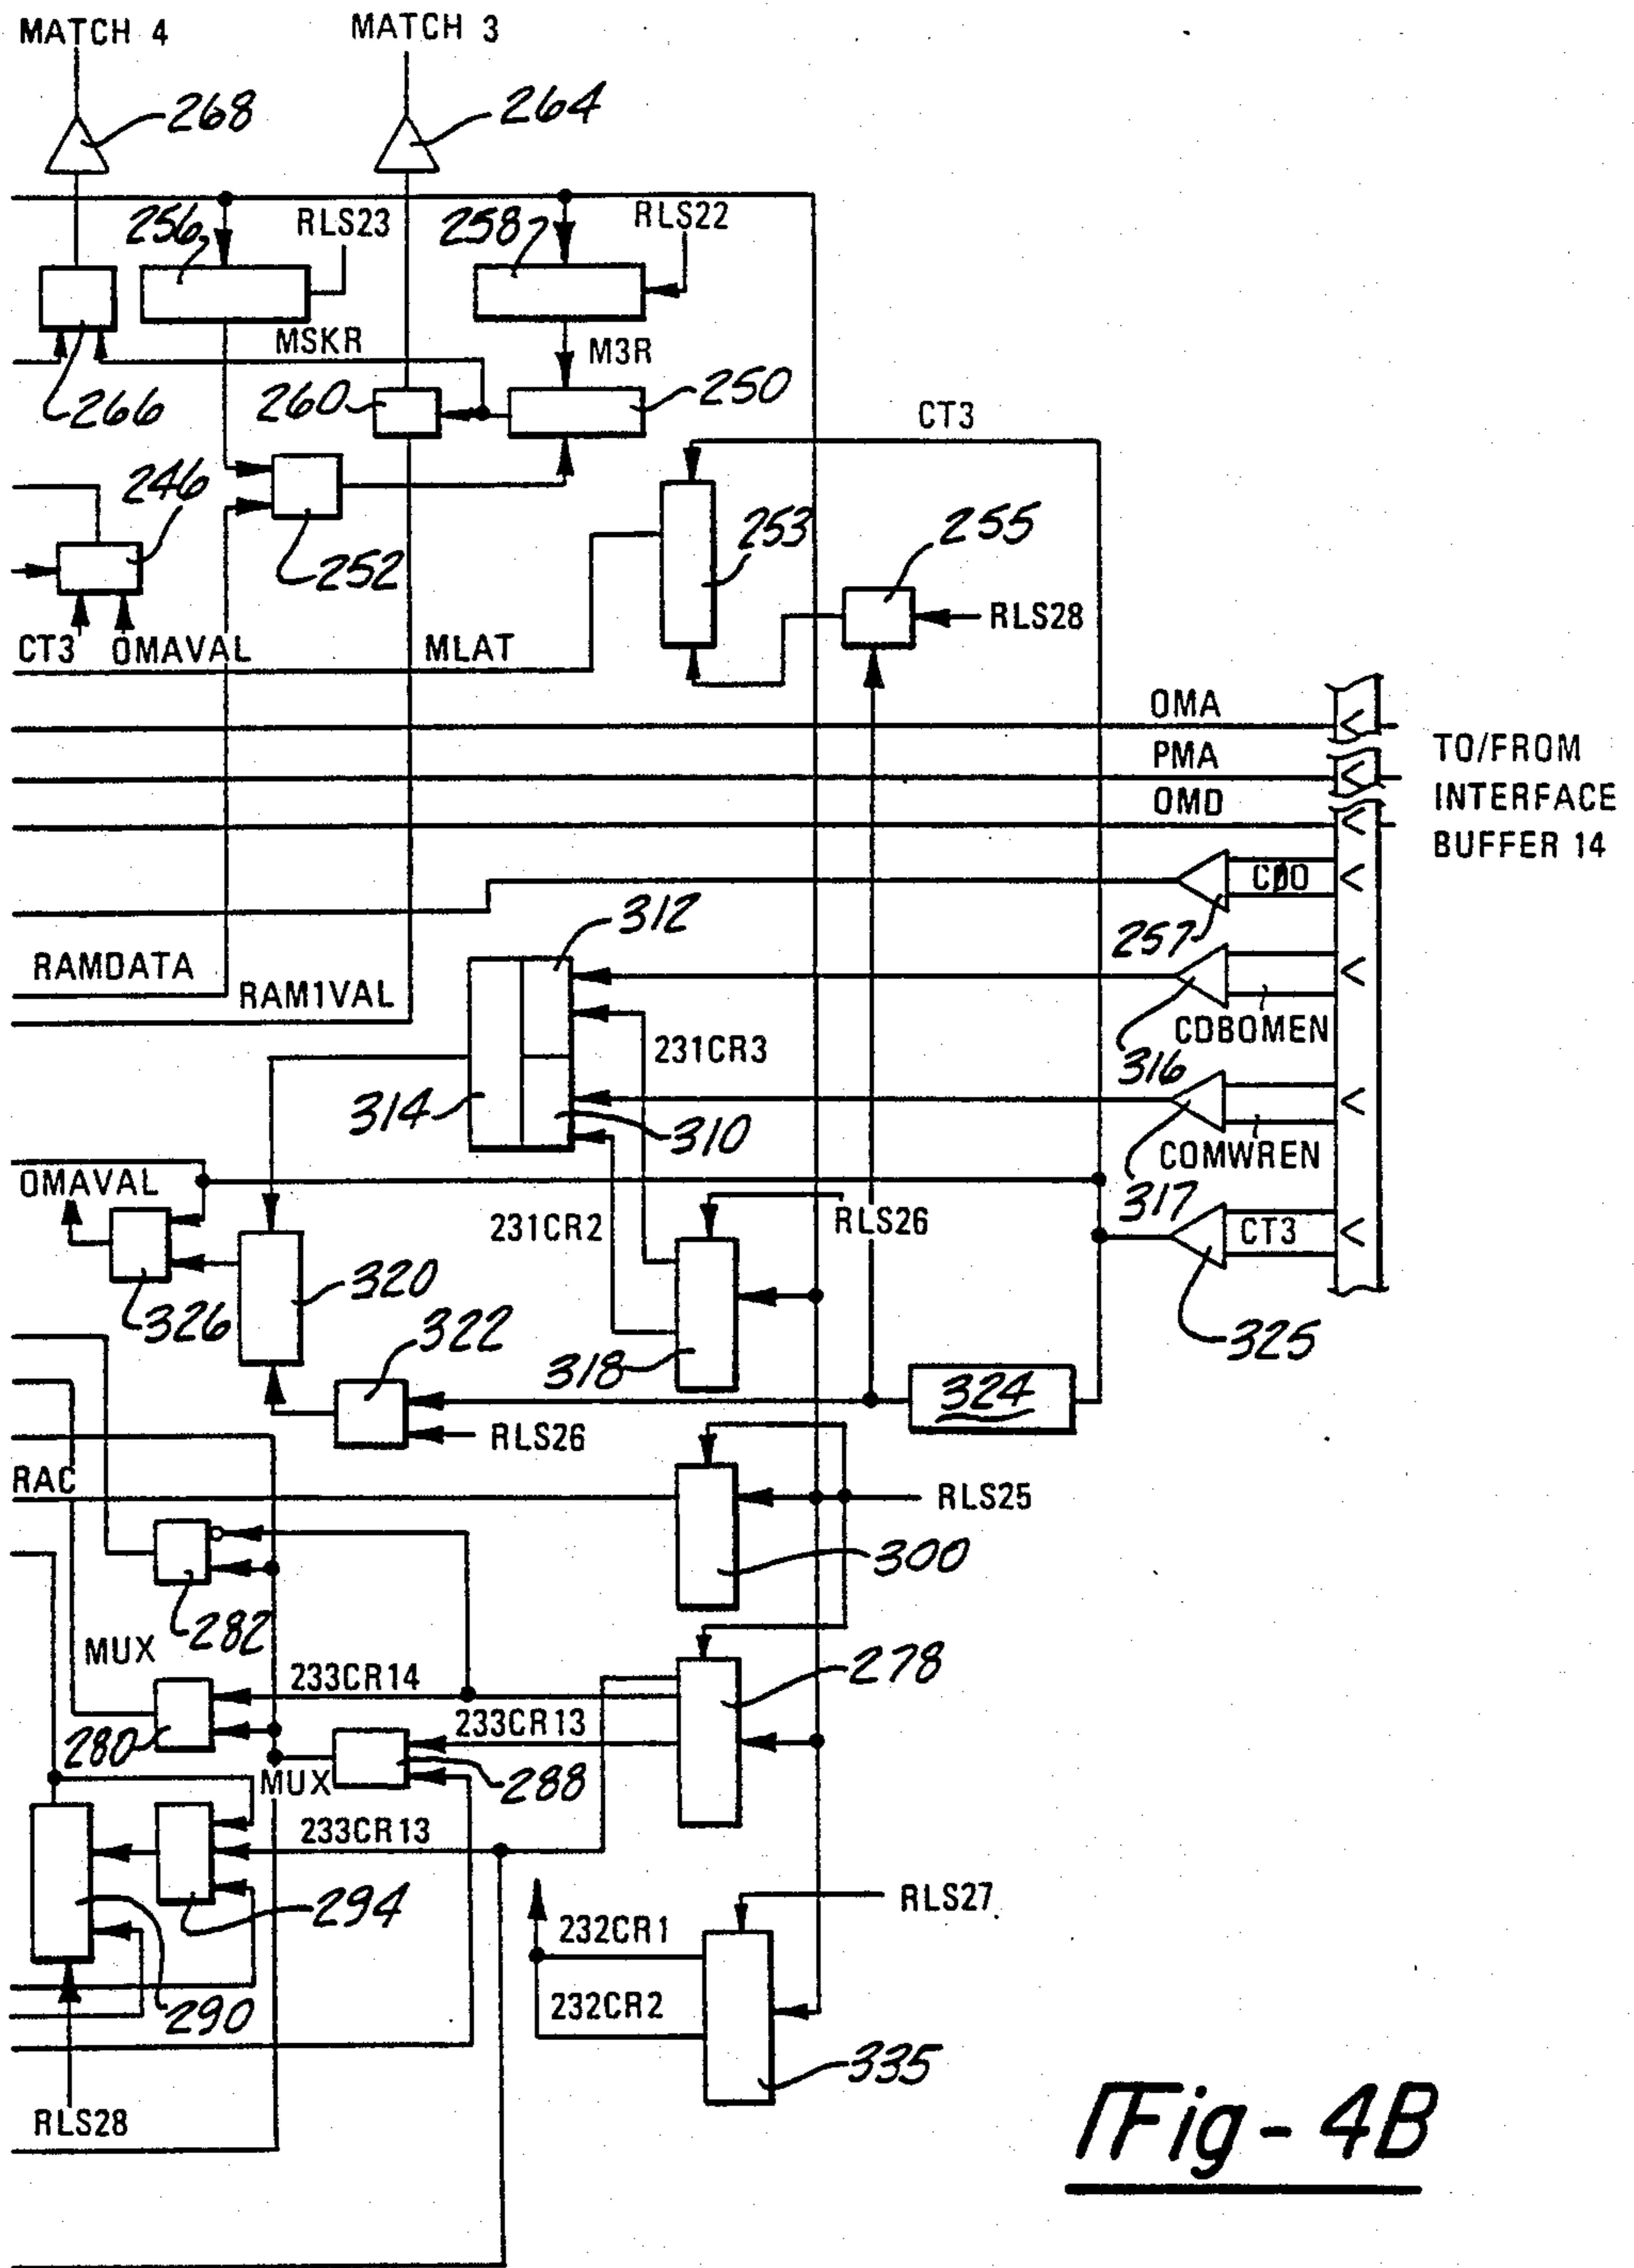 MATCH 4
MATCH 3
268
264
256
RLS23
258
RLS22
MSKR
M3R
266
260
250
CT3
246
253
255
252
RLS28
CT3
OMAVAL
MLAT
OMA
PMA
OMD
TO/FROM
INTERFACE
BUFFER 14
312
257
RAMDATA
RAM1VAL
CDBOMEN
231CR3
316
314
310
COMWREN
OMAVAL
317
231CR2
RLS26
CT3
320
326
322
325
318
324
RLS26
RAC
RLS25
300
282
MUX
233CR14
278
280
233CR13
MUX
288
233CR13
294
RLS27
232CR1
232CR2
290
335
RLS28
Fig-4B